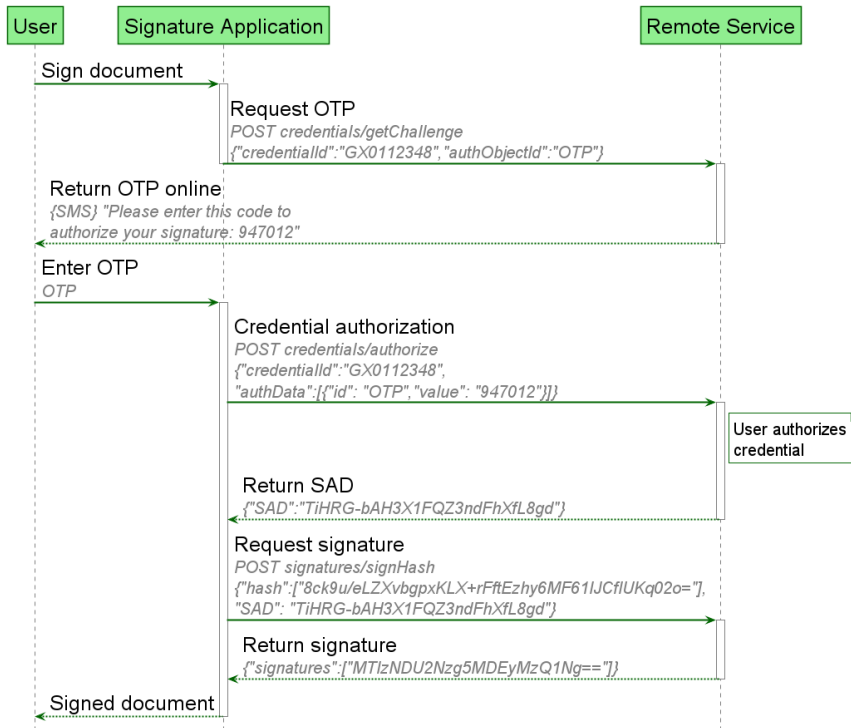 User
Signature Application
Remote Service
Sign document
Request OTP
POST credentials/getChallenge
{"credentialId":"GX0112348","authObjectId":"OTP"}
Return OTP online
{SMS} "Please enter this code to
authorize your signature: 947012"
Enter OTP
OTP
Credential authorization
POST credentials/authorize
{"credentialId":"GX0112348",
"authData":[{"id": "OTP","value": "947012"}]}
User authorizes
credential
Return SAD
{"SAD":"TiHRG-bAH3X1FQZ3ndFhXfL8gd"}
Request signature
POST signatures/signHash
{"hash":["8ck9u/eLZXvbgpxKLX+rFftEzhy6MF61IJCflUKq02o="],
"SAD": "TiHRG-bAH3X1FQZ3ndFhXfL8gd"}
Return signature
{"signatures":["MTIzNDU2Nzg5MDEyMzQ1Ng=="]}
Signed document